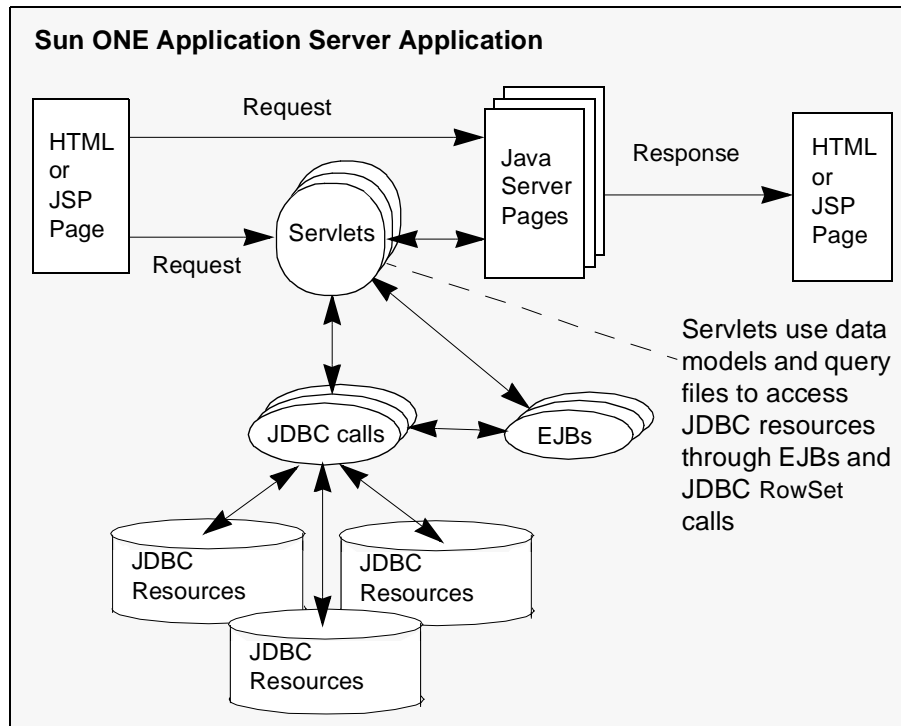 Sun ONE Application Server Application
Request
HTML
or
JSP
Page
Java
Server
Pages
Response
HTML
or
JSP
Page
Servlets
Request
Servlets use data
models and query
files to access
JDBC resources
through EJBs and
JDBC RowSet
calls
JDBC calls
EJBs
JDBC
Resources
JDBC
Resources
JDBC
Resources